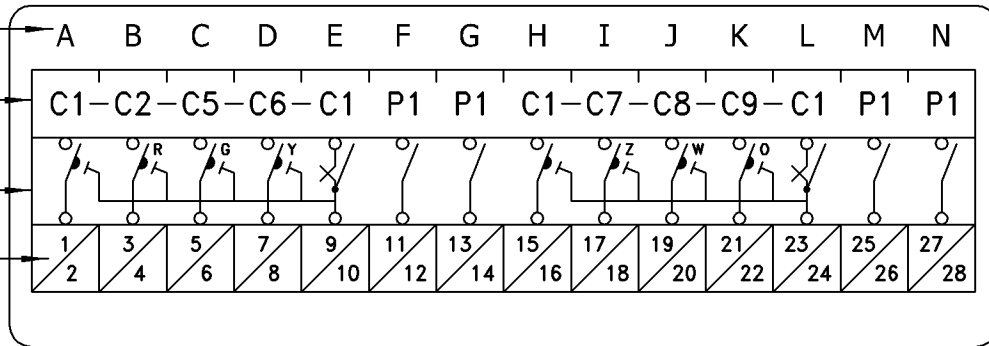 A B C D E F G H I J K L M N
C1-C2-C5-C6-C1 P1 P1 C1-C7-C8-C9-C1 P1 P1
R G Y Z W O
1 3 5 7 9 11 13 15 17 19 21 23 25 27
2 4 6 8 10 12 14 16 18 20 22 24 26 28